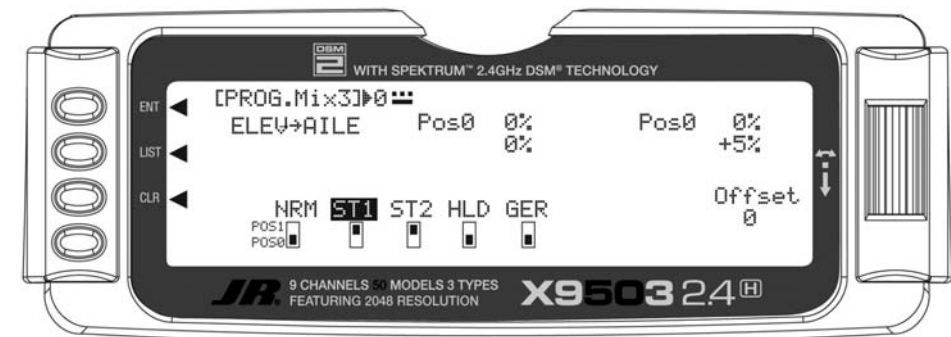 DSM
2
WITH SPEKTRUM™ 2.4GHz DSM® TECHNOLOGY
ENT
LIST
CLR
[PROG.Mix3]▶0
ELEV→AILE Pos0 0% Pos0 0%
0% +5%
Offset
0
NRM ST1 ST2 HLD GER
POS1
POS0
JR. 9 CHANNELS 50 MODELS 3 TYPES
FEATURING 2048 RESOLUTION
X9503 2.4 H